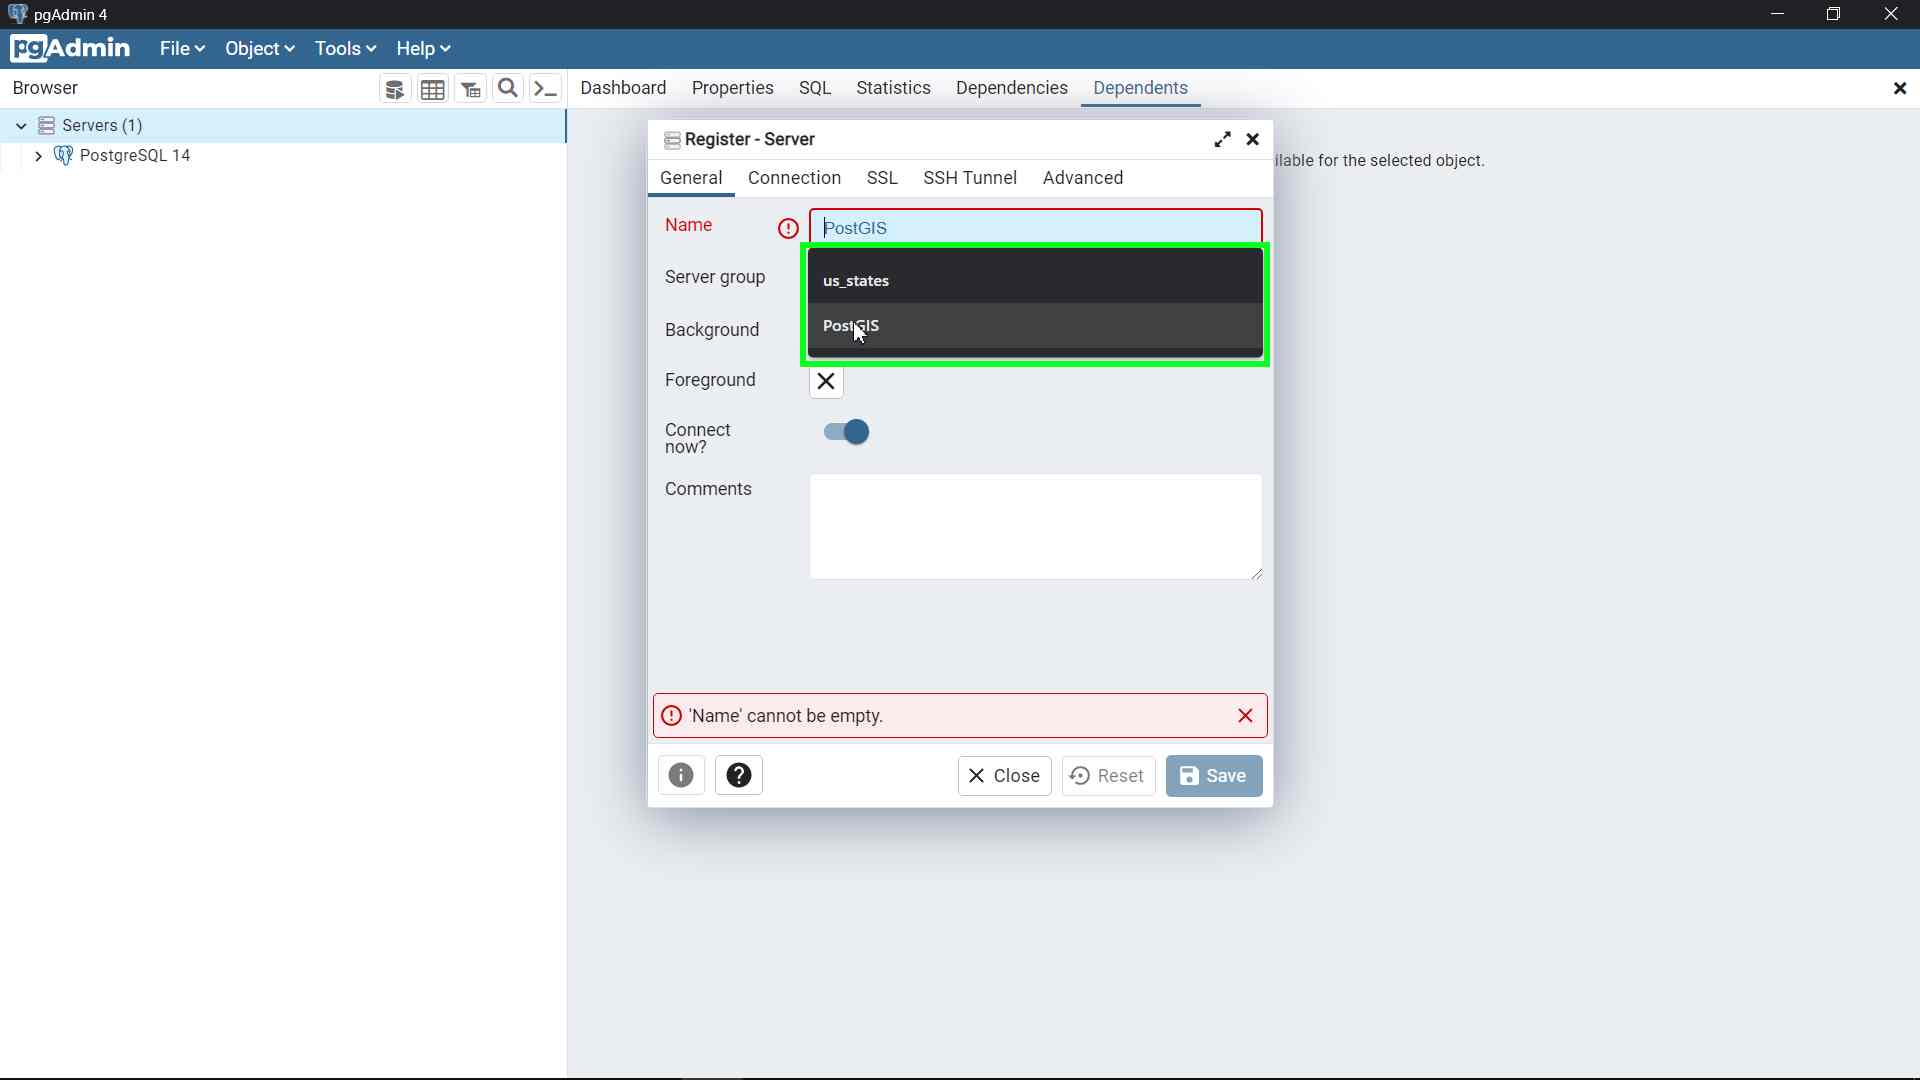 pgAdmin 4
pgAdmin File Object Tools Help
Browser
Dashboard Properties SQL Statistics Dependencies Dependents
Servers (1)
PostgreSQL 14
Register - Server
ilable for the selected object.
General Connection SSL SSH Tunnel Advanced
Name
PostGIS
Server group
us_states
Background
PostGIS
Foreground
Connect
now?
Comments
'Name' cannot be empty.
Close Reset Save